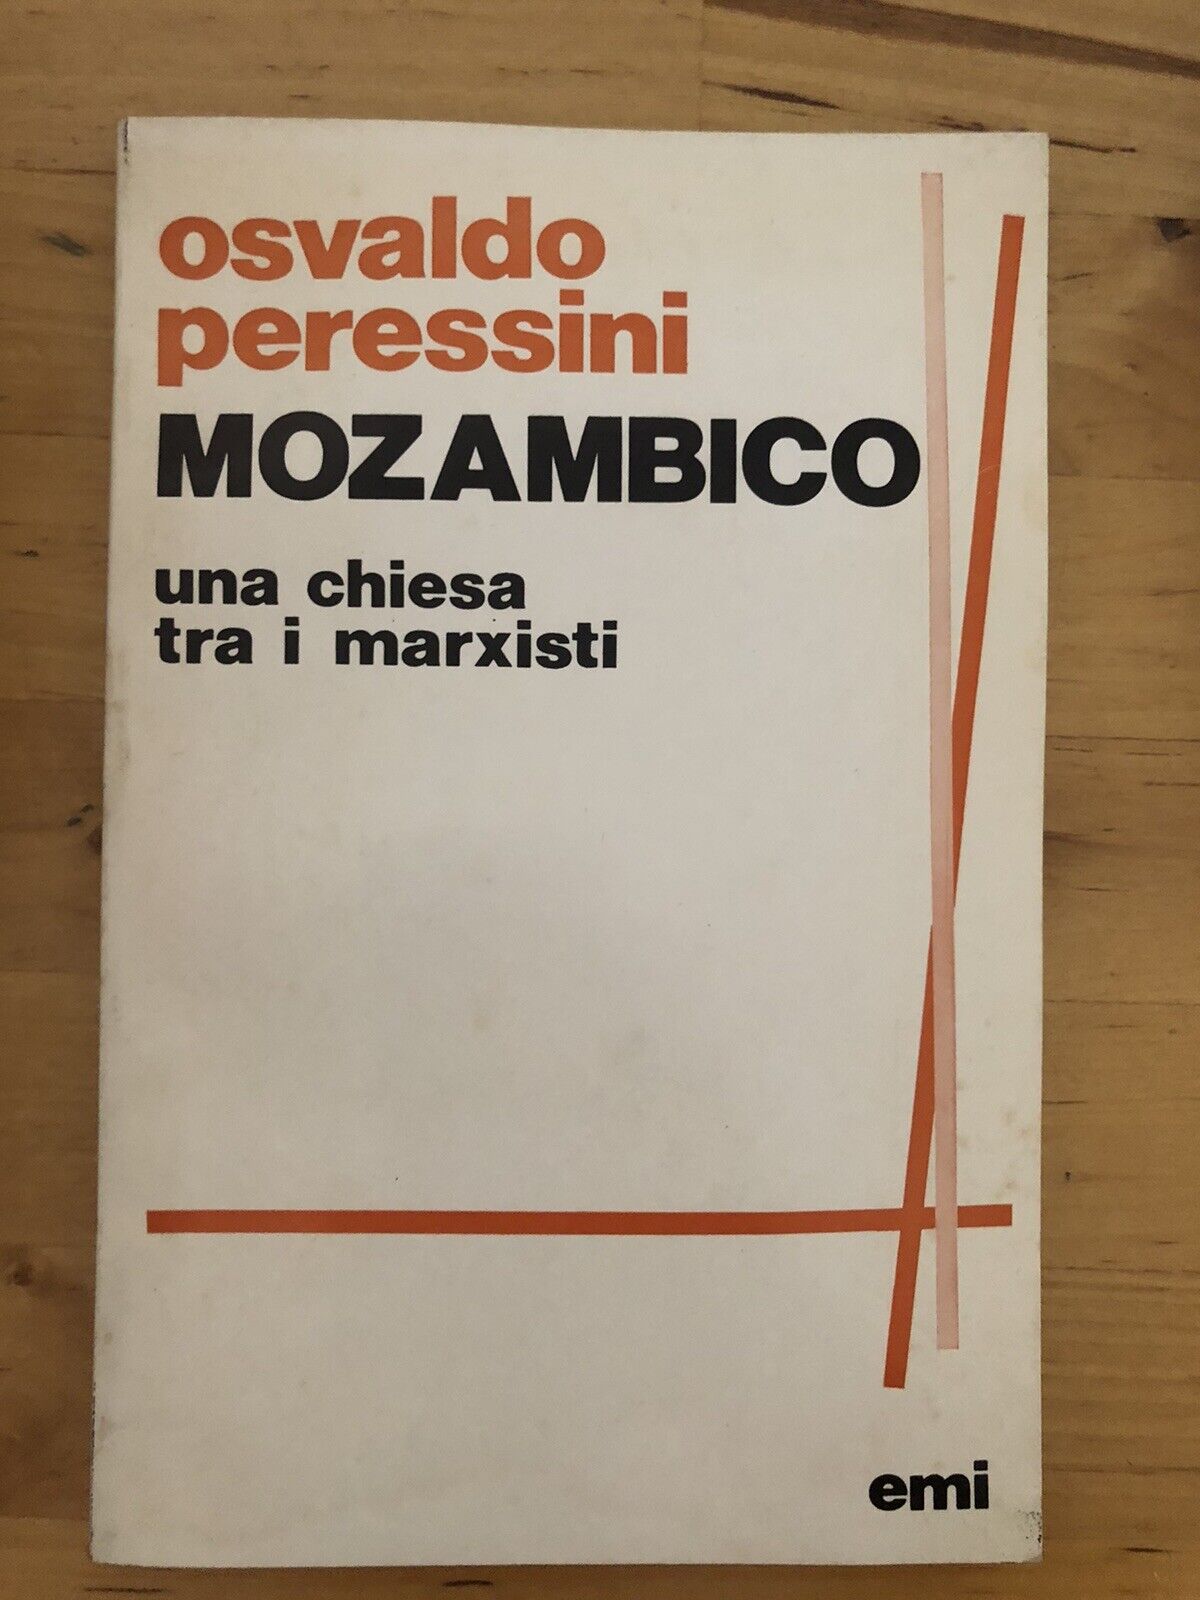 osvaldo
peressini
MOZAMBICO
una chiesa
tra i marxisti
emi